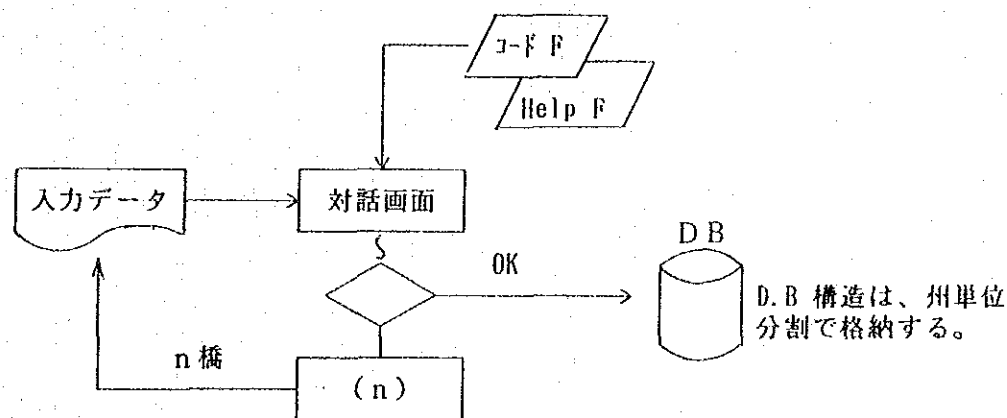 コード F
Help F
入力データ
対話画面
DB
OK
D.B 構造は、州単位
分割で格納する。
n橋
(n)